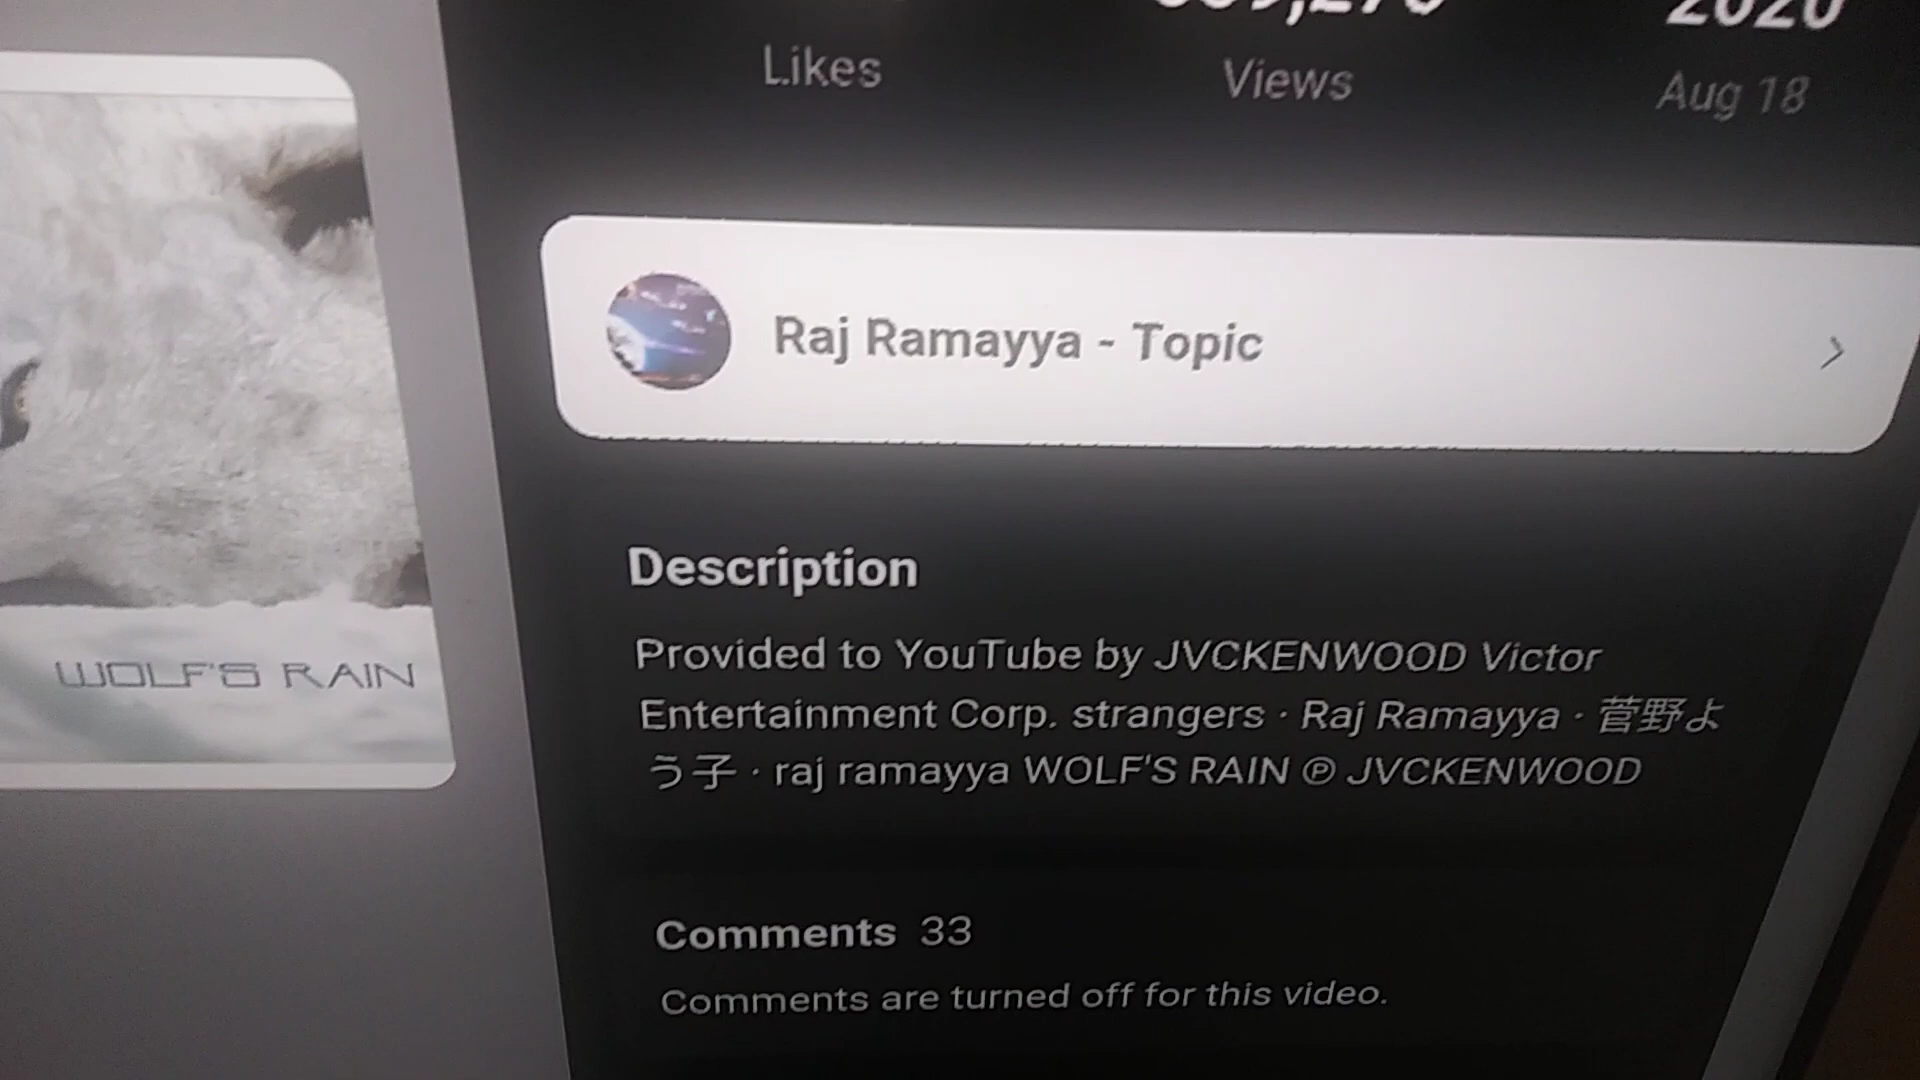 2020
Likes
Views
Aug 18
Raj Ramayya - Topic
WOLF'S RAIN
Description
Provided to YouTube by JVCKENWOOD Victor
Entertainment Corp. strangers · Raj Ramayya · 菅野よ
う子 · raj ramayya WOLF'S RAIN ℗ JVCKENWOOD
Comments 33
Comments are turned off for this video.